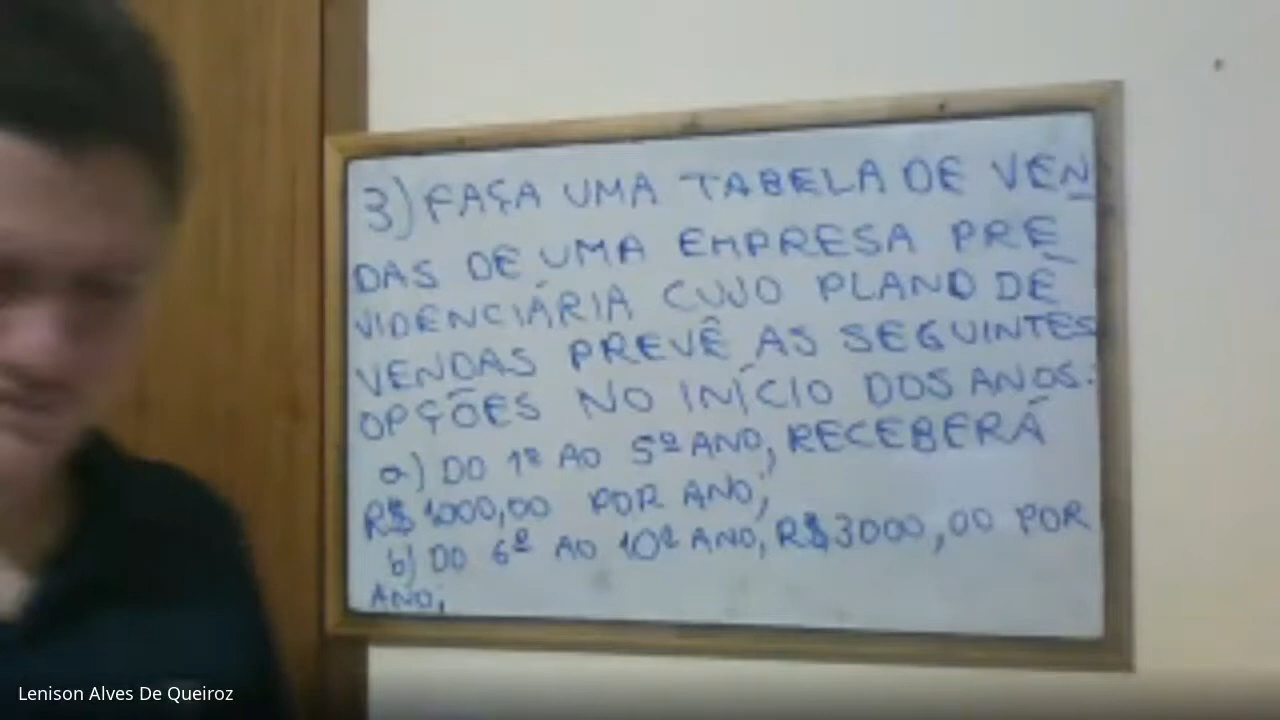 3) FAÇA UMA TABELA DE VEN
DAS DE UMA EMPRESA PRE
VIDENCIÁRIA CUJO PLANO DE
VENDAS PREVÊ AS SEGUINTES
OPÇÕES NO INÍCIO DOS ANOS:
a) DO 1º AO 5º ANO, RECEBERÁ
R$ 1000,00 POR ANO;
b) DO 6º AO 10º ANO, R$ 3000,00 POR
ANO;
Lenison Alves De Queiroz